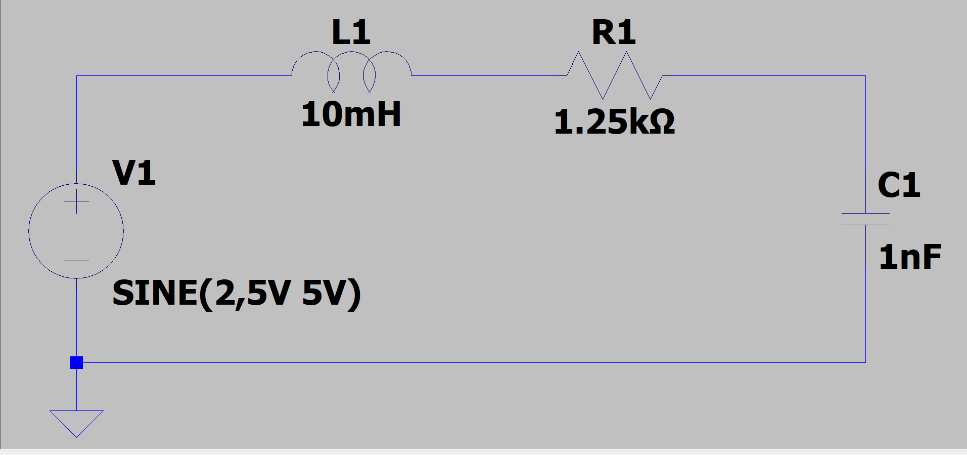 L1
R1
10mH
1.25kΩ
V1
C1
1nF
SINE(2,5V 5V)